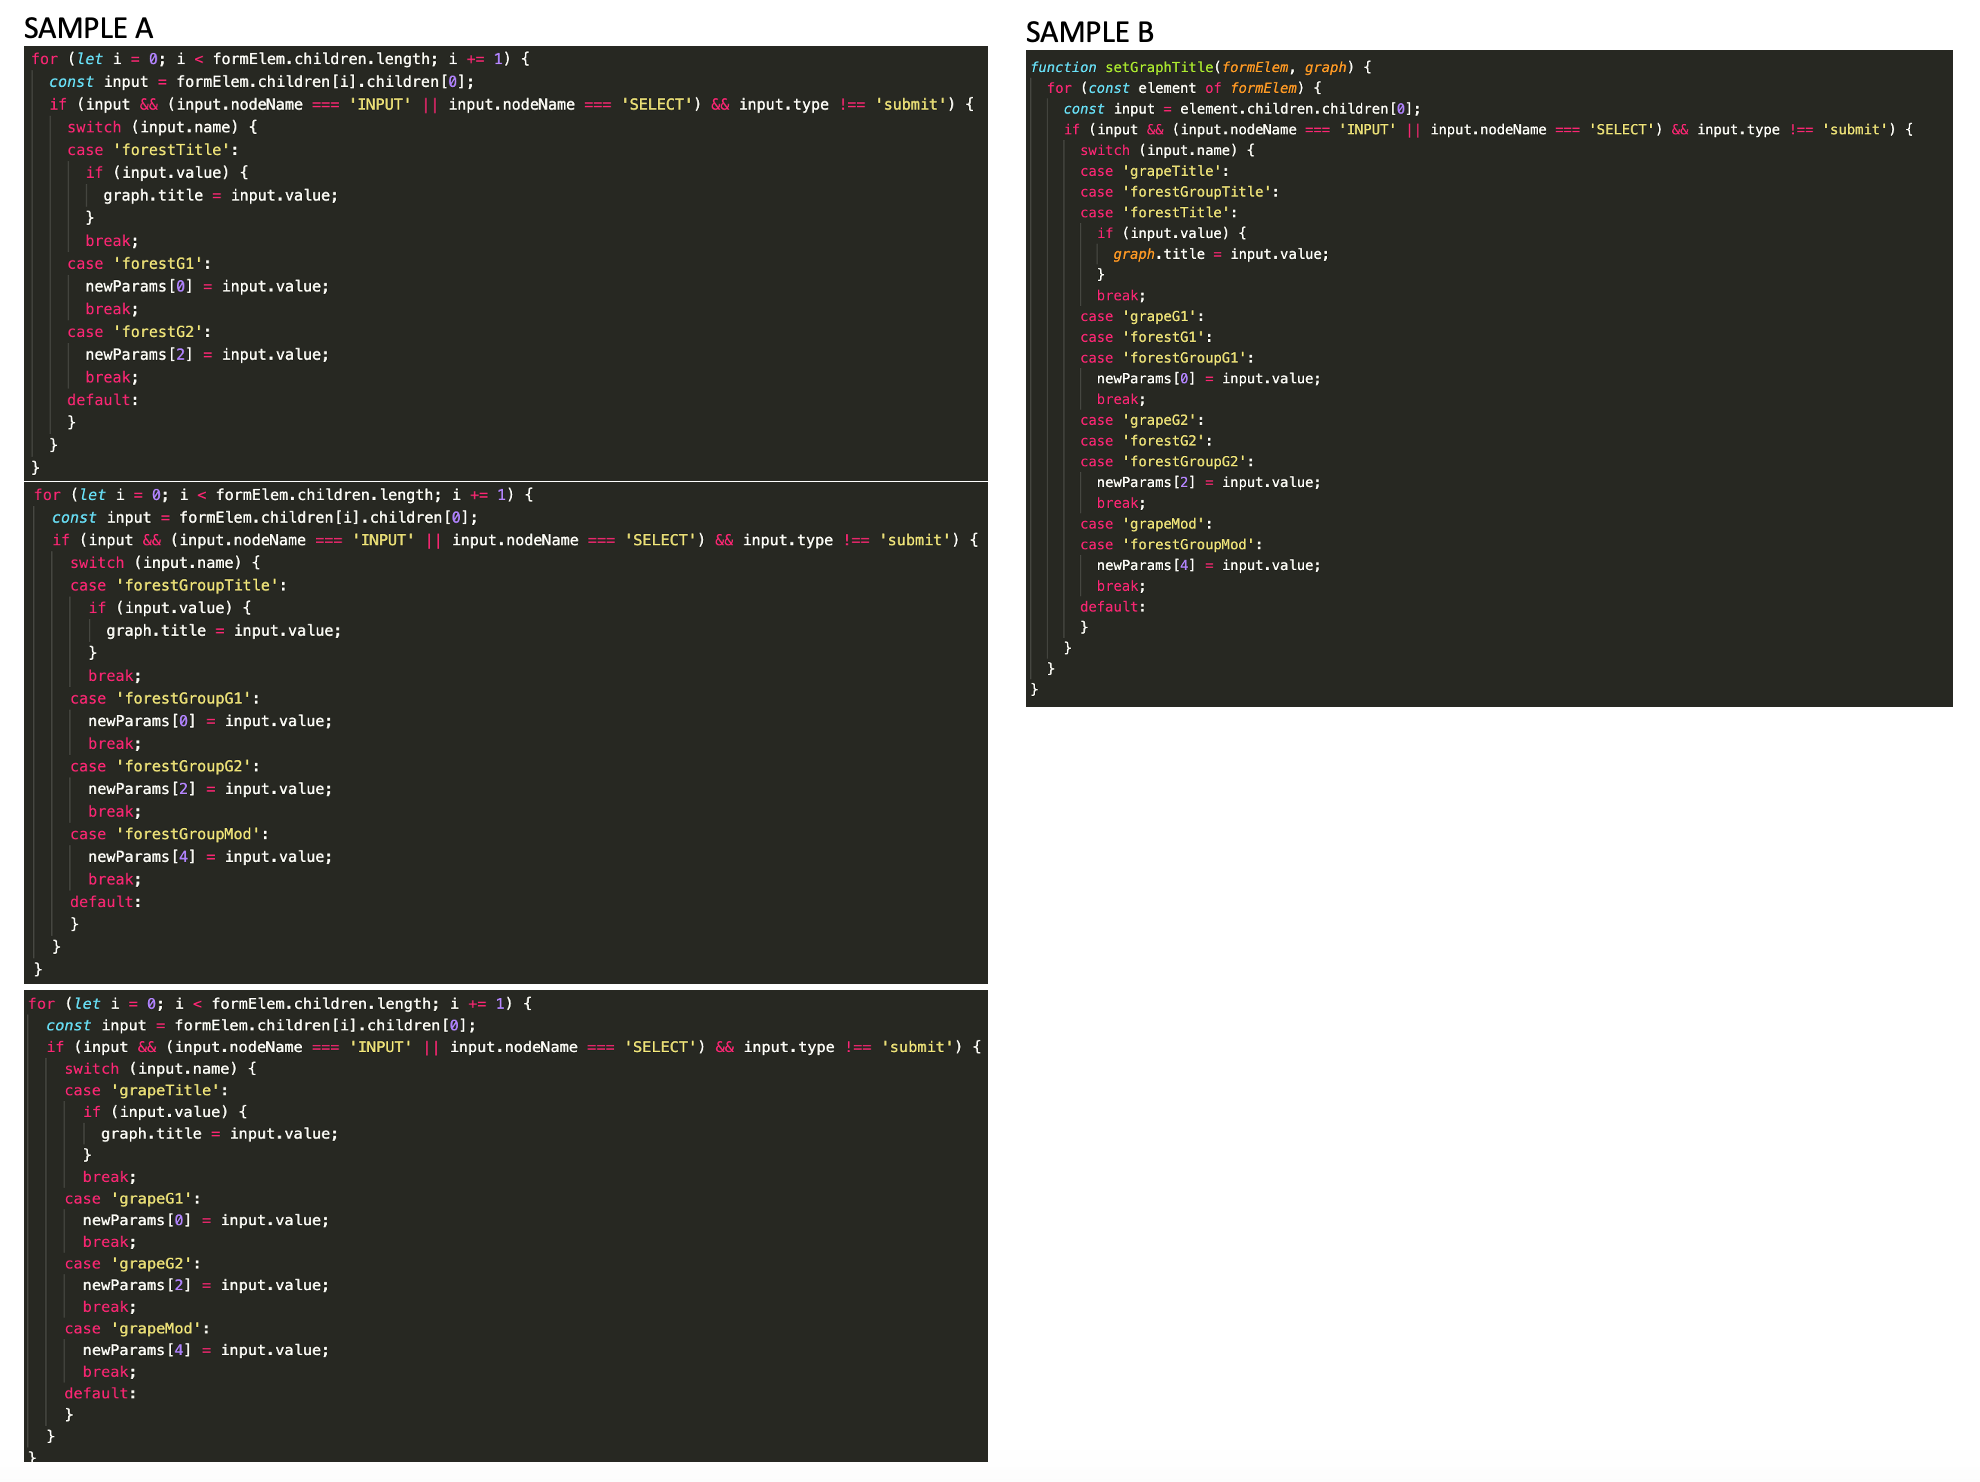 SAMPLE A
for (let i = 0; i < formElem.children.length; i += 1) {
  const input = formElem.children[i].children[0];
  if (input && (input.nodeName === 'INPUT' || input.nodeName === 'SELECT') && input.type !== 'submit') {
    switch (input.name) {
    case 'forestTitle':
      if (input.value) {
        graph.title = input.value;
      }
      break;
    case 'forestG1':
      newParams[0] = input.value;
      break;
    case 'forestG2':
      newParams[2] = input.value;
      break;
    default:
    }
  }
}
for (let i = 0; i < formElem.children.length; i += 1) {
  const input = formElem.children[i].children[0];
  if (input && (input.nodeName === 'INPUT' || input.nodeName === 'SELECT') && input.type !== 'submit') {
    switch (input.name) {
    case 'forestGroupTitle':
      if (input.value) {
        graph.title = input.value;
      }
      break;
    case 'forestGroupG1':
      newParams[0] = input.value;
      break;
    case 'forestGroupG2':
      newParams[2] = input.value;
      break;
    case 'forestGroupMod':
      newParams[4] = input.value;
      break;
    default:
    }
  }
}
for (let i = 0; i < formElem.children.length; i += 1) {
  const input = formElem.children[i].children[0];
  if (input && (input.nodeName === 'INPUT' || input.nodeName === 'SELECT') && input.type !== 'submit') {
    switch (input.name) {
    case 'grapeTitle':
      if (input.value) {
        graph.title = input.value;
      }
      break;
    case 'grapeG1':
      newParams[0] = input.value;
      break;
    case 'grapeG2':
      newParams[2] = input.value;
      break;
    case 'grapeMod':
      newParams[4] = input.value;
      break;
    default:
    }
  }
}
SAMPLE B
function setGraphTitle(formElem, graph) {
  for (const element of formElem) {
    const input = element.children.children[0];
    if (input && (input.nodeName === 'INPUT' || input.nodeName === 'SELECT') && input.type !== 'submit') {
      switch (input.name) {
      case 'grapeTitle':
      case 'forestGroupTitle':
      case 'forestTitle':
        if (input.value) {
          graph.title = input.value;
        }
        break;
      case 'grapeG1':
      case 'forestG1':
      case 'forestGroupG1':
        newParams[0] = input.value;
        break;
      case 'grapeG2':
      case 'forestG2':
      case 'forestGroupG2':
        newParams[2] = input.value;
        break;
      case 'grapeMod':
      case 'forestGroupMod':
        newParams[4] = input.value;
        break;
      default:
      }
    }
  }
}